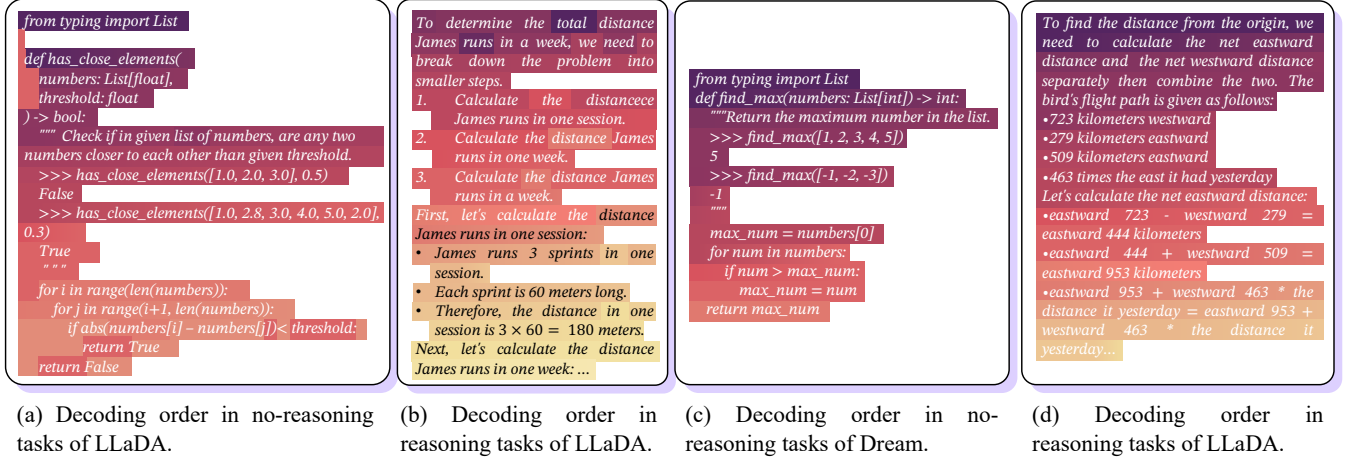 from typing import List
def has_close_elements(
numbers: List[float],
threshold: float
) -> bool:
""" Check if in given list of numbers, are any two
numbers closer to each other than given threshold.
>>> has_close_elements([1.0, 2.0, 3.0], 0.5)
False
>>> has_close_elements([1.0, 2.8, 3.0, 4.0, 5.0, 2.0],
0.3)
True
" " "
for i in range(len(numbers)):
for j in range(i+1, len(numbers)):
if abs(numbers[i] – numbers[j])< threshold:
return True
return False
(a) Decoding order in no-reasoning
tasks of LLaDA.
To determine the total distance
James runs in a week, we need to
break down the problem into
smaller steps.
1. Calculate the distancece
James runs in one session.
2. Calculate the distance James
runs in one week.
3. Calculate the distance James
runs in a week.
First, let's calculate the distance
James runs in one session:
• James runs 3 sprints in one
session.
• Each sprint is 60 meters long.
• Therefore, the distance in one
session is 3 × 60 = 180 meters.
Next, let's calculate the distance
James runs in one week: ...
(b) Decoding order in
reasoning tasks of LLaDA.
from typing import List
def find_max(numbers: List[int]) -> int:
"""Return the maximum number in the list.
>>> find_max([1, 2, 3, 4, 5])
5
>>> find_max([-1, -2, -3])
-1
"""
max_num = numbers[0]
for num in numbers:
if num > max_num:
max_num = num
return max_num
(c) Decoding order in no-
reasoning tasks of Dream.
To find the distance from the origin, we
need to calculate the net eastward
distance and the net westward distance
separately then combine the two. The
bird's flight path is given as follows:
•723 kilometers westward
•279 kilometers eastward
•509 kilometers eastward
•463 times the east it had yesterday
Let's calculate the net eastward distance:
•eastward 723 - westward 279 =
eastward 444 kilometers
•eastward 444 + westward 509 =
eastward 953 kilometers
•eastward 953 + westward 463 * the
distance it yesterday = eastward 953 +
westward 463 * the distance it
yesterday...
(d) Decoding order in
reasoning tasks of LLaDA.